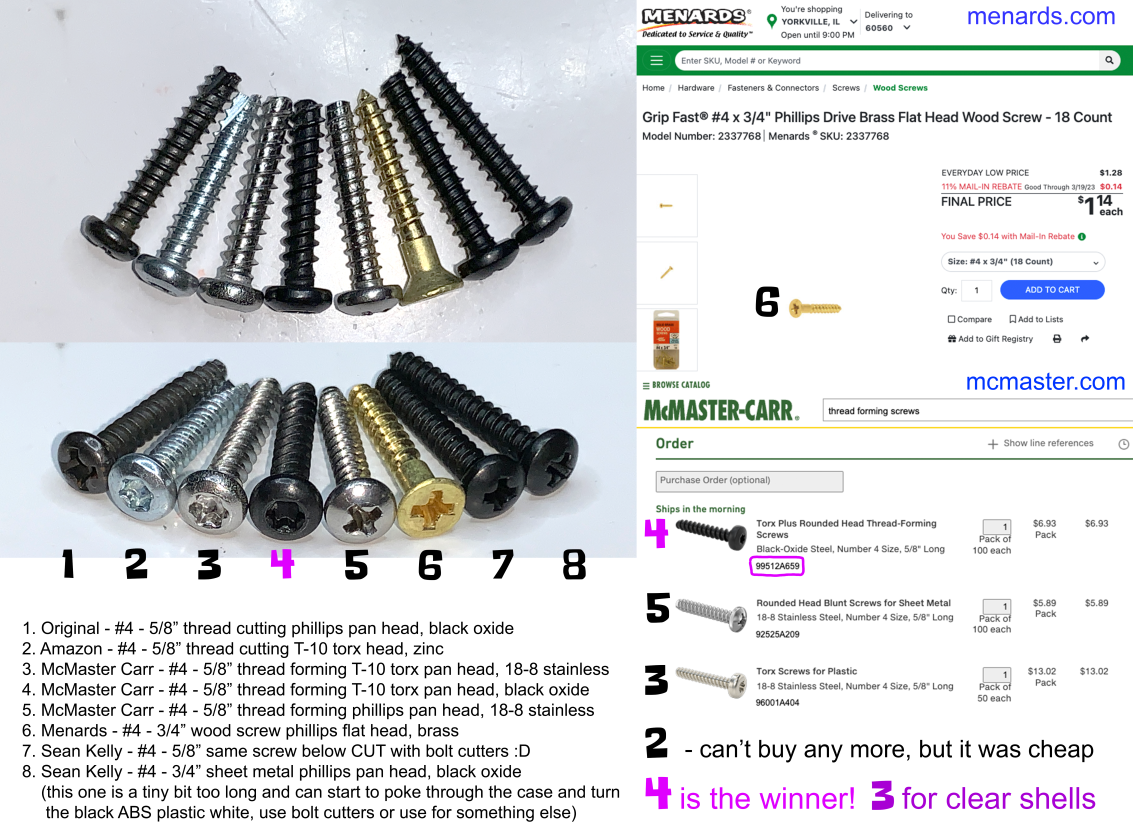 MENARDS®
Dedicated to Service & Quality™
You're shopping
YORKVILLE, IL
Open until 9:00 PM
Delivering to
60560
menards.com
Enter SKU, Model # or Keyword
Home / Hardware / Fasteners & Connectors / Screws / Wood Screws
Grip Fast® #4 x 3/4" Phillips Drive Brass Flat Head Wood Screw - 18 Count
Model Number: 2337768 | Menards ® SKU: 2337768
EVERYDAY LOW PRICE $1.28
11% MAIL-IN REBATE Good Through 3/19/23 $0.14
FINAL PRICE $1 14 each
You Save $0.14 with Mail-In Rebate
Size: #4 x 3/4" (18 Count)
Qty: 1 ADD TO CART
Compare Add to Lists
Add to Gift Registry
6
mcmaster.com
BROWSE CATALOG
McMASTER-CARR®
thread forming screws
Order
Show line references
Purchase Order (optional)
Ships in the morning
4
Torx Plus Rounded Head Thread-Forming
Screws
Black-Oxide Steel, Number 4 Size, 5/8" Long
99512A659
1
Pack of
100 each
$6.93
Pack
$6.93
5
Rounded Head Blunt Screws for Sheet Metal
18-8 Stainless Steel, Number 4 Size, 5/8" Long
92525A209
1
Pack of
100 each
$5.89
Pack
$5.89
3
Torx Screws for Plastic
18-8 Stainless Steel, Number 4 Size, 5/8" Long
96001A404
1
Pack of
50 each
$13.02
Pack
$13.02
2 - can't buy any more, but it was cheap
4 is the winner! 3 for clear shells
1 2 3 4 5 6 7 8
1. Original - #4 - 5/8” thread cutting phillips pan head, black oxide
2. Amazon - #4 - 5/8” thread cutting T-10 torx head, zinc
3. McMaster Carr - #4 - 5/8” thread forming T-10 torx pan head, 18-8 stainless
4. McMaster Carr - #4 - 5/8” thread forming T-10 torx pan head, black oxide
5. McMaster Carr - #4 - 5/8” thread forming phillips pan head, 18-8 stainless
6. Menards - #4 - 3/4” wood screw phillips flat head, brass
7. Sean Kelly - #4 - 5/8” same screw below CUT with bolt cutters :D
8. Sean Kelly - #4 - 3/4” sheet metal phillips pan head, black oxide
(this one is a tiny bit too long and can start to poke through the case and turn
the black ABS plastic white, use bolt cutters or use for something else)